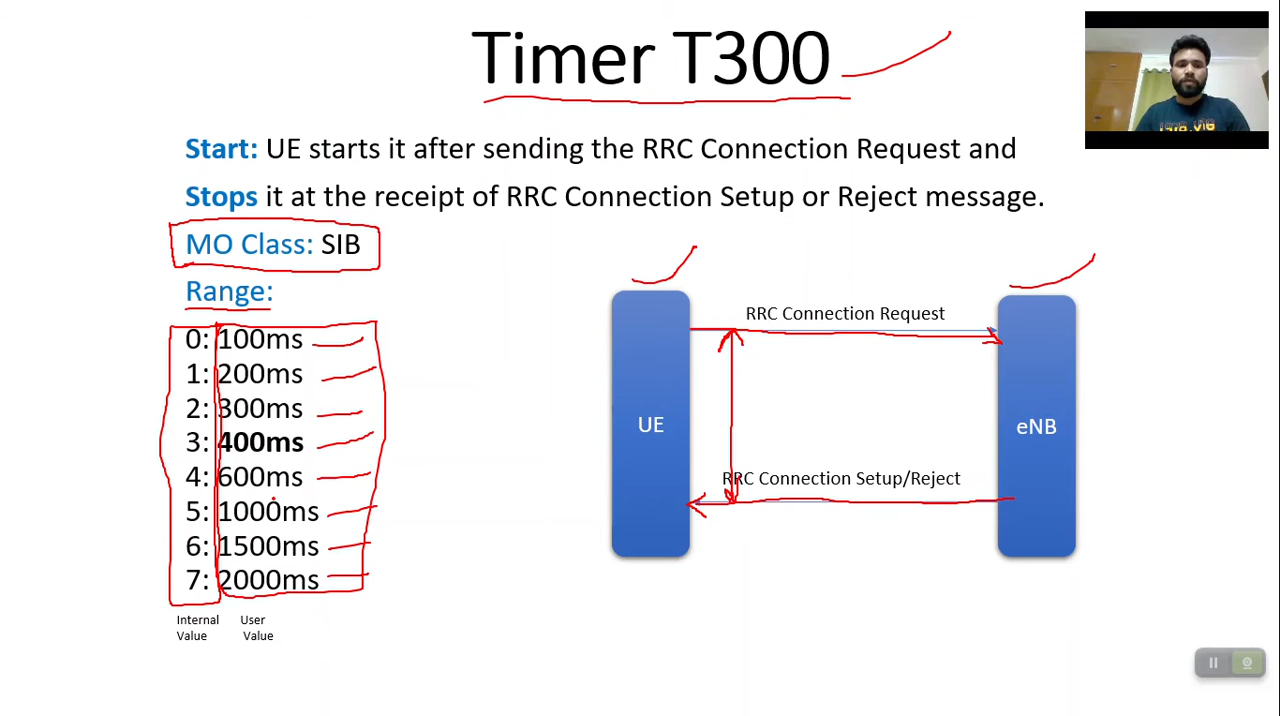 Timer T300
Start: UE starts it after sending the RRC Connection Request and
Stops it at the receipt of RRC Connection Setup or Reject message.
MO Class: SIB
Range:
0: 100ms
1: 200ms
2: 300ms
3: 400ms
4: 600ms
5: 1000ms
6: 1500ms
7: 2000ms
Internal Value
User Value
RRC Connection Request
UE
eNB
RRC Connection Setup/Reject